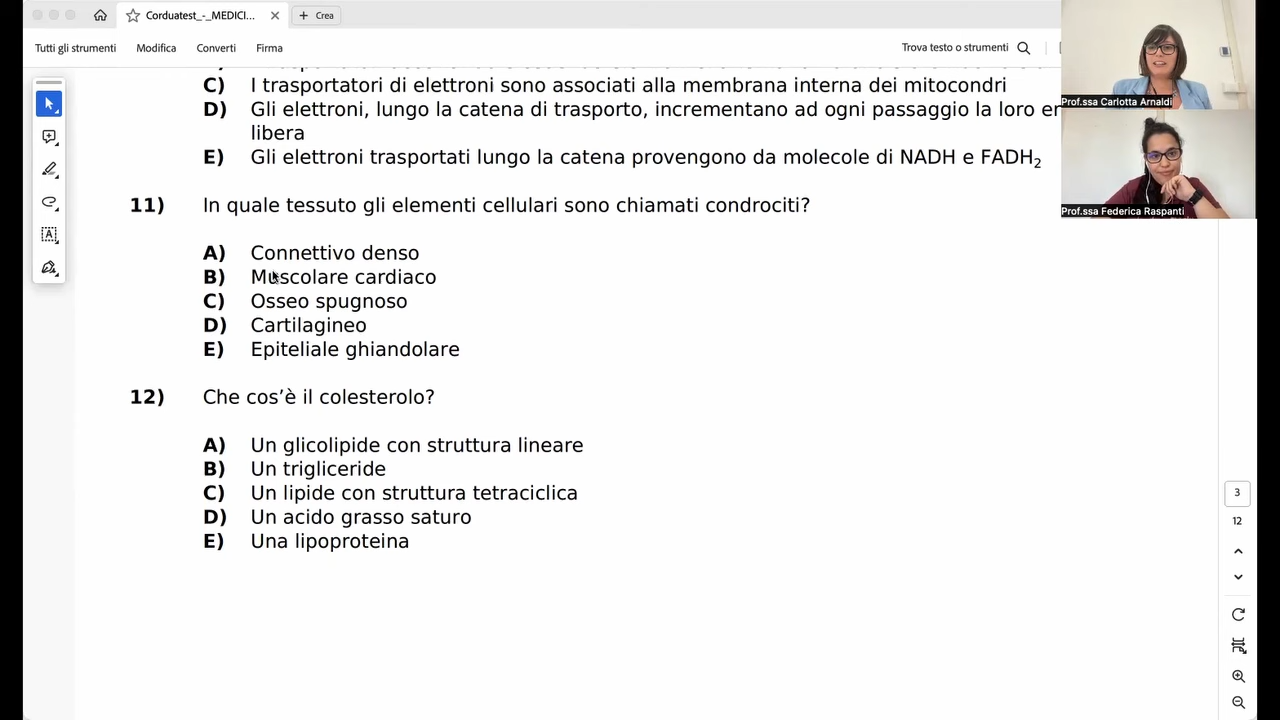 Corduatest_-_MEDICI...
Crea
Tutti gli strumenti
Modifica
Converti
Firma
Trova testo o strumenti
C) I trasportatori di elettroni sono associati alla membrana interna dei mitocondri
D) Gli elettroni, lungo la catena di trasporto, incrementano ad ogni passaggio la loro
libera
E) Gli elettroni trasportati lungo la catena provengono da molecole di NADH e FADH₂
11) In quale tessuto gli elementi cellulari sono chiamati condrociti?
A) Connettivo denso
B) Muscolare cardiaco
C) Osseo spugnoso
D) Cartilagineo
E) Epiteliale ghiandolare
12) Che cos’è il colesterolo?
A) Un glicolipide con struttura lineare
B) Un trigliceride
C) Un lipide con struttura tetraciclica
D) Un acido grasso saturo
E) Una lipoproteina
Prof.ssa Carlotta Arnaldi
Prof.ssa Federica Raspanti
3
12